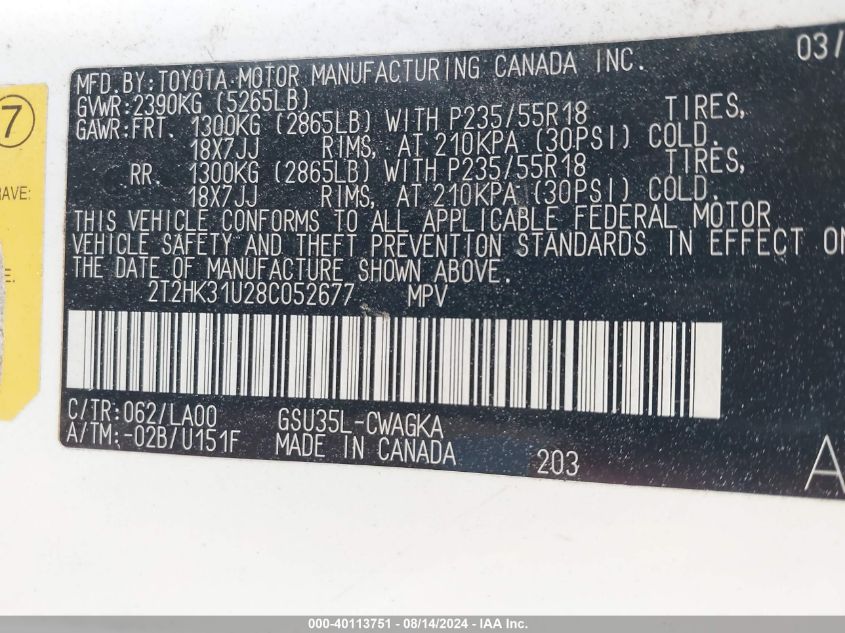 03/
MFD.BY:TOYOTA MOTOR MANUFACTURING CANADA INC.
GVWR:2390KG (5265LB)
GAWR:FRT. 1300KG (2865LB) WITH P235/55R18 TIRES,
18X7JJ RIMS, AT 210KPA (30PSI) COLD.
RR. 1300KG (2865LB) WITH P235/55R18 TIRES,
18X7JJ RIMS, AT 210KPA (30PSI) COLD.
THIS VEHICLE CONFORMS TO ALL APPLICABLE FEDERAL MOTOR
VEHICLE SAFETY AND THEFT PREVENTION STANDARDS IN EFFECT ON
THE DATE OF MANUFACTURE SHOWN ABOVE.
2T2HK31U28C052677 MPV
C/TR:062/LA00 GSU35L-CWAGKA
A/TM:-02B/U151F MADE IN CANADA 203
A
7
RAVE:
E
000-40113751 - 08/14/2024 - IAA Inc.